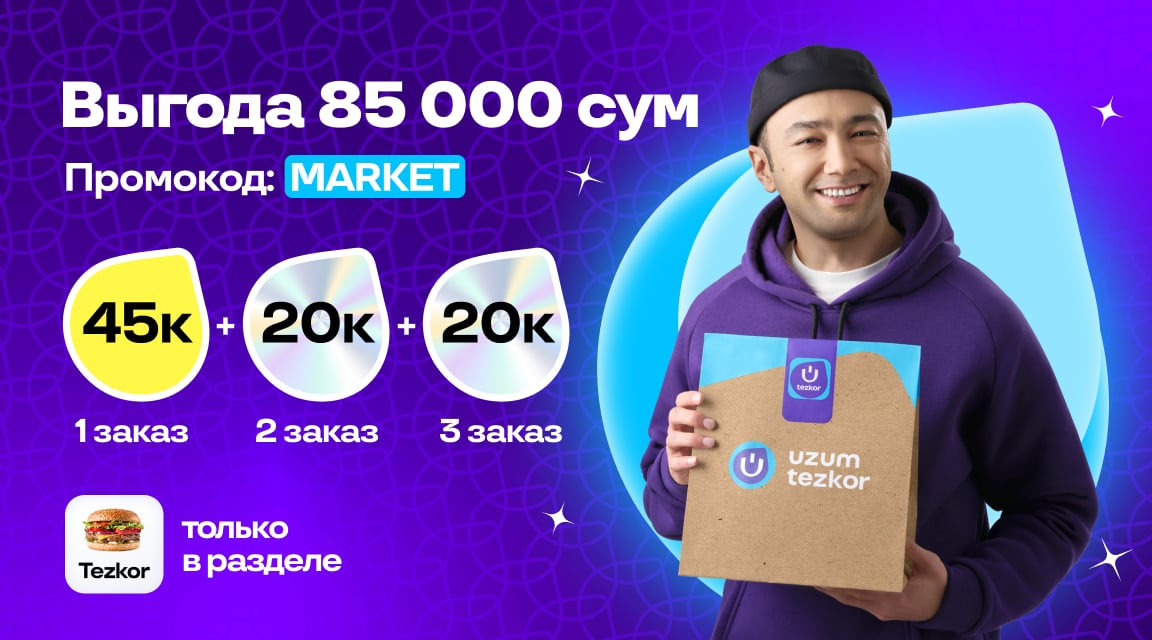 Выгода 85 000 сум
Промокод: MARKET
45к + 20к + 20к
1 заказ 2 заказ 3 заказ
Tezkor
только
в разделе
tezkor
uzum
tezkor